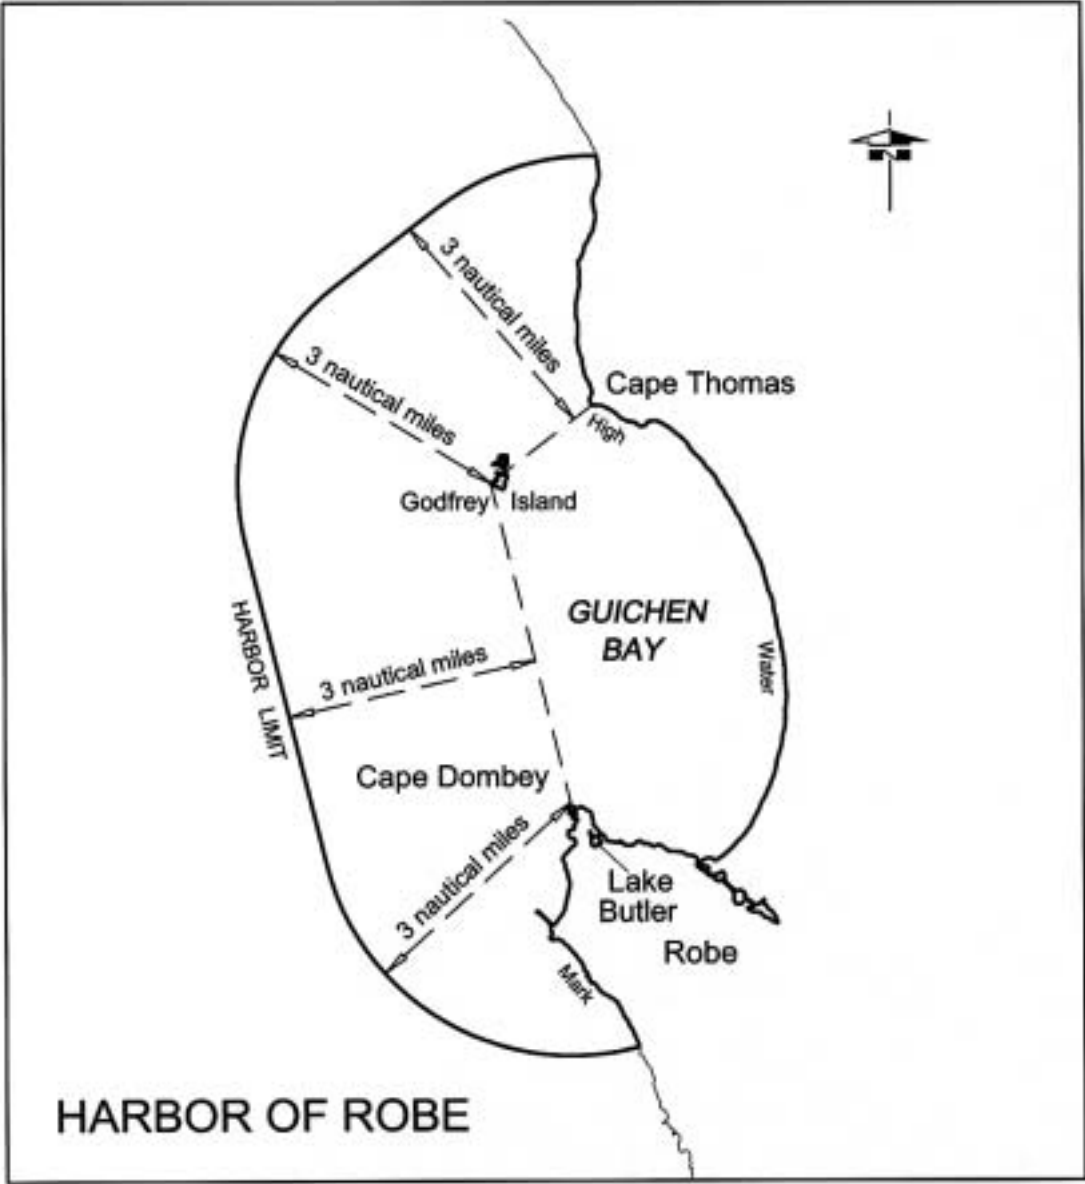 N
3 nautical miles
3 nautical miles
Cape Thomas
High
Godfrey Island
GUICHEN
BAY
HARBOR LIMIT
3 nautical miles
Water
Cape Dombey
3 nautical miles
Lake
Butler
Robe
Mark
HARBOR OF ROBE